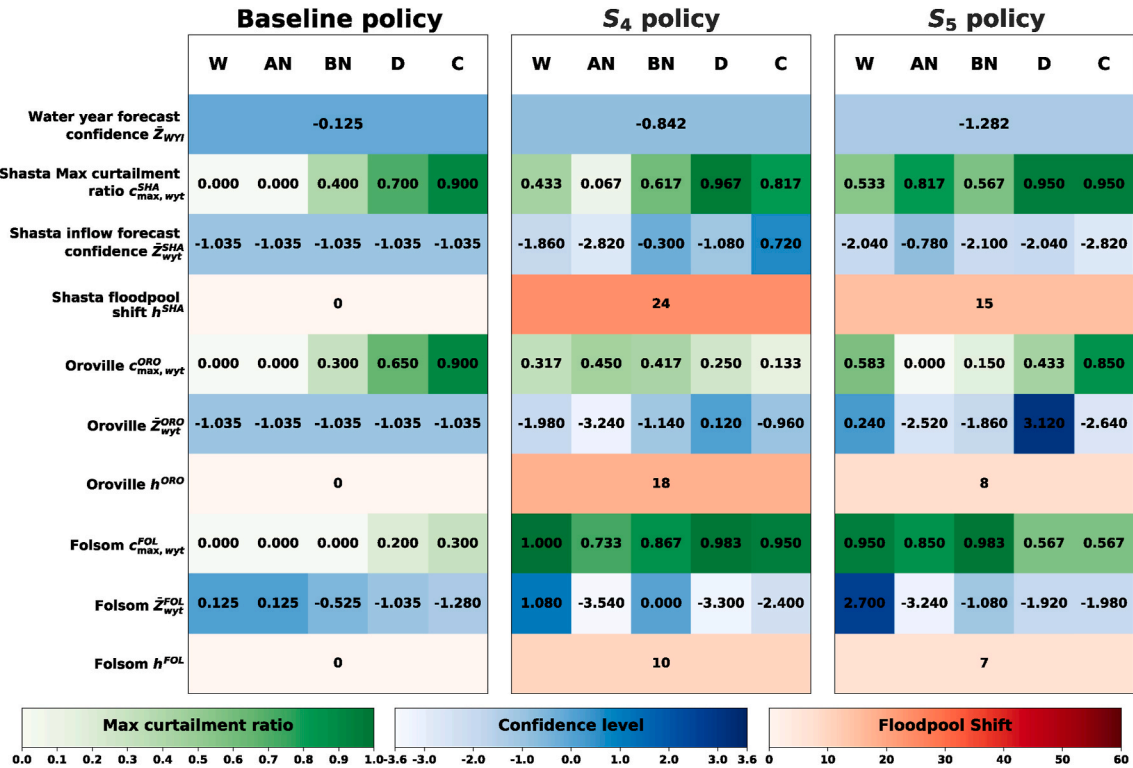 Baseline policy S₄ policy S₅ policy
W AN BN D C W AN BN D C W AN BN D C
Water year forecast
confidence z̄_WYI -0.125 -0.842 -1.282
Shasta Max curtailment
ratio c^SHA_max, wyt 0.000 0.000 0.400 0.700 0.900 0.433 0.067 0.617 0.967 0.817 0.533 0.817 0.567 0.950 0.950
Shasta inflow forecast
confidence z̄^SHA_wyt -1.035 -1.035 -1.035 -1.035 -1.035 -1.860 -2.820 -0.300 -1.080 0.720 -2.040 -0.780 -2.100 -2.040 -2.820
Shasta floodpool
shift h^SHA 0 24 15
Oroville c^ORO_max, wyt 0.000 0.000 0.300 0.650 0.900 0.317 0.450 0.417 0.250 0.133 0.583 0.000 0.150 0.433 0.850
Oroville z̄^ORO_wyt -1.035 -1.035 -1.035 -1.035 -1.035 -1.980 -3.240 -1.140 0.120 -0.960 0.240 -2.520 -1.860 3.120 -2.640
Oroville h^ORO 0 18 8
Folsom c^FOL_max, wyt 0.000 0.000 0.000 0.200 0.300 1.000 0.733 0.867 0.983 0.950 0.950 0.850 0.983 0.567 0.567
Folsom z̄^FOL_wyt 0.125 0.125 -0.525 -1.035 -1.280 1.080 -3.540 0.000 -3.300 -2.400 2.700 -3.240 -1.080 -1.920 -1.980
Folsom h^FOL 0 10 7
Max curtailment ratio Confidence level Floodpool Shift
0.0 0.1 0.2 0.3 0.4 0.5 0.6 0.7 0.8 0.9 1.0 -3.6 -3.0 -2.0 -1.0 0.0 1.0 2.0 3.0 3.6 0 10 20 30 40 50 60